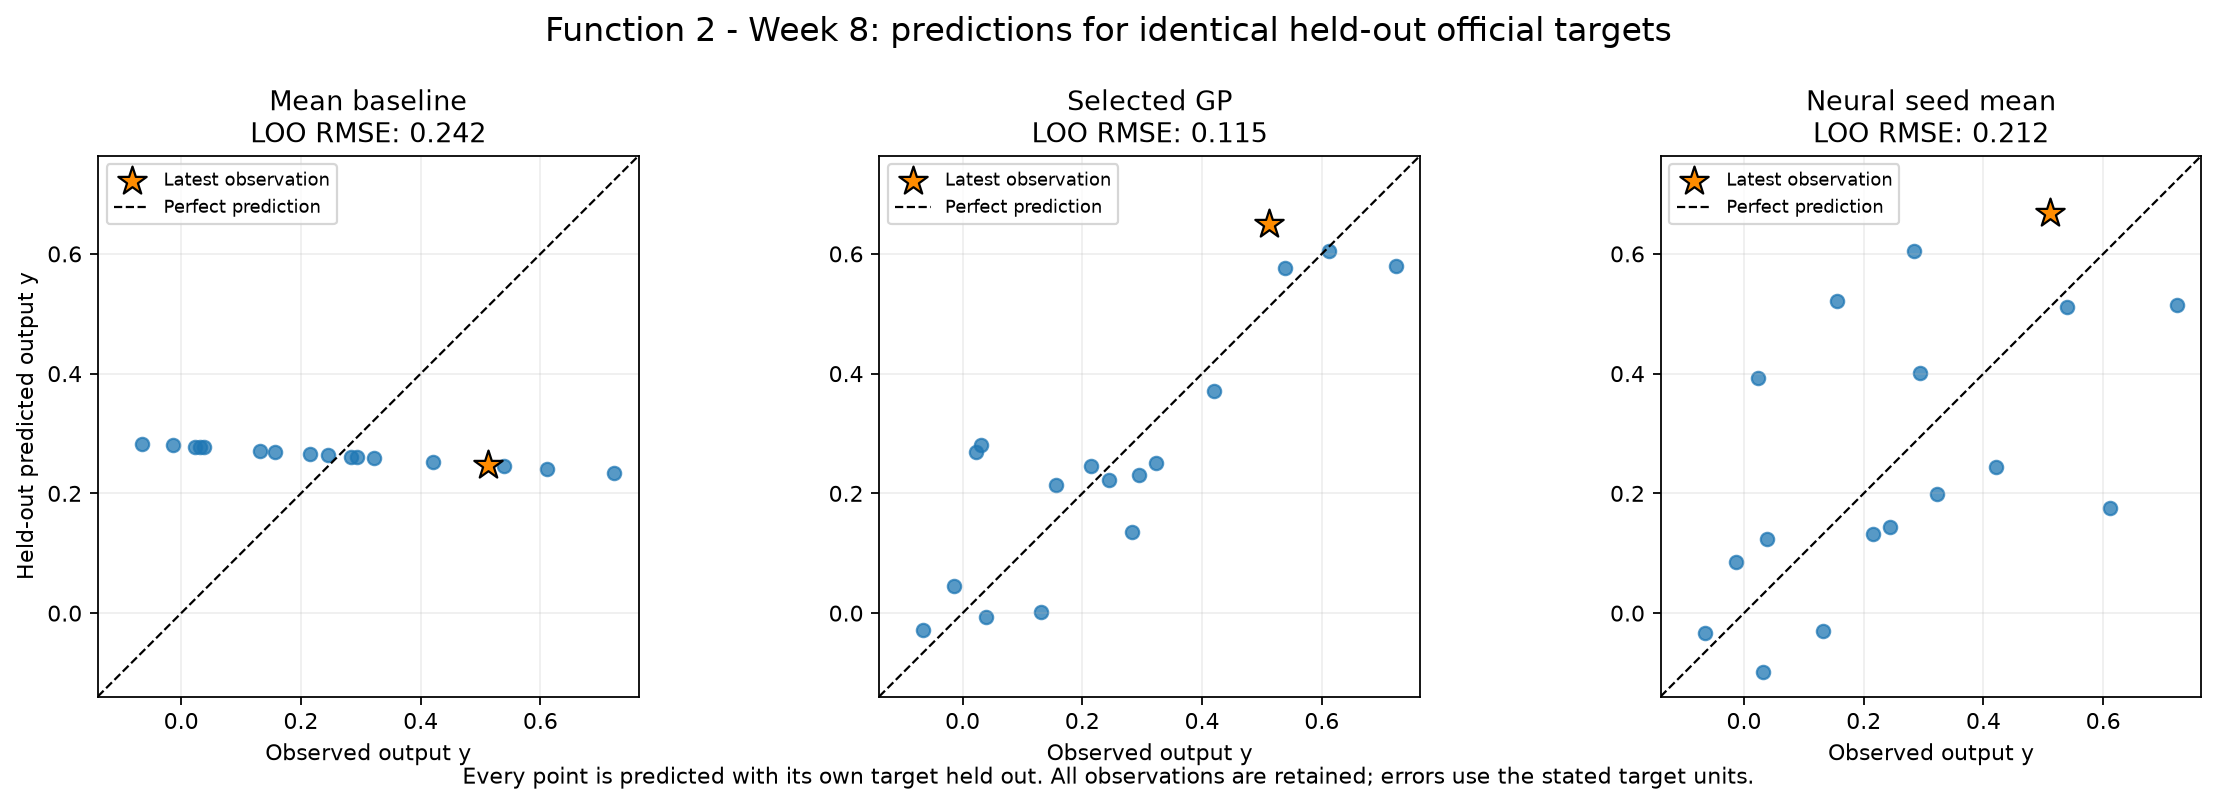 Function 2 - Week 8: predictions for identical held-out official targets
Mean baseline
LOO RMSE: 0.242
Latest observation
Perfect prediction
Held-out predicted output y
0.6
0.4
0.2
0.0
0.0 0.2 0.4 0.6
Observed output y
Selected GP
LOO RMSE: 0.115
Latest observation
Perfect prediction
0.6
0.4
0.2
0.0
0.0 0.2 0.4 0.6
Observed output y
Neural seed mean
LOO RMSE: 0.212
Latest observation
Perfect prediction
0.6
0.4
0.2
0.0
0.0 0.2 0.4 0.6
Observed output y
Every point is predicted with its own target held out. All observations are retained; errors use the stated target units.